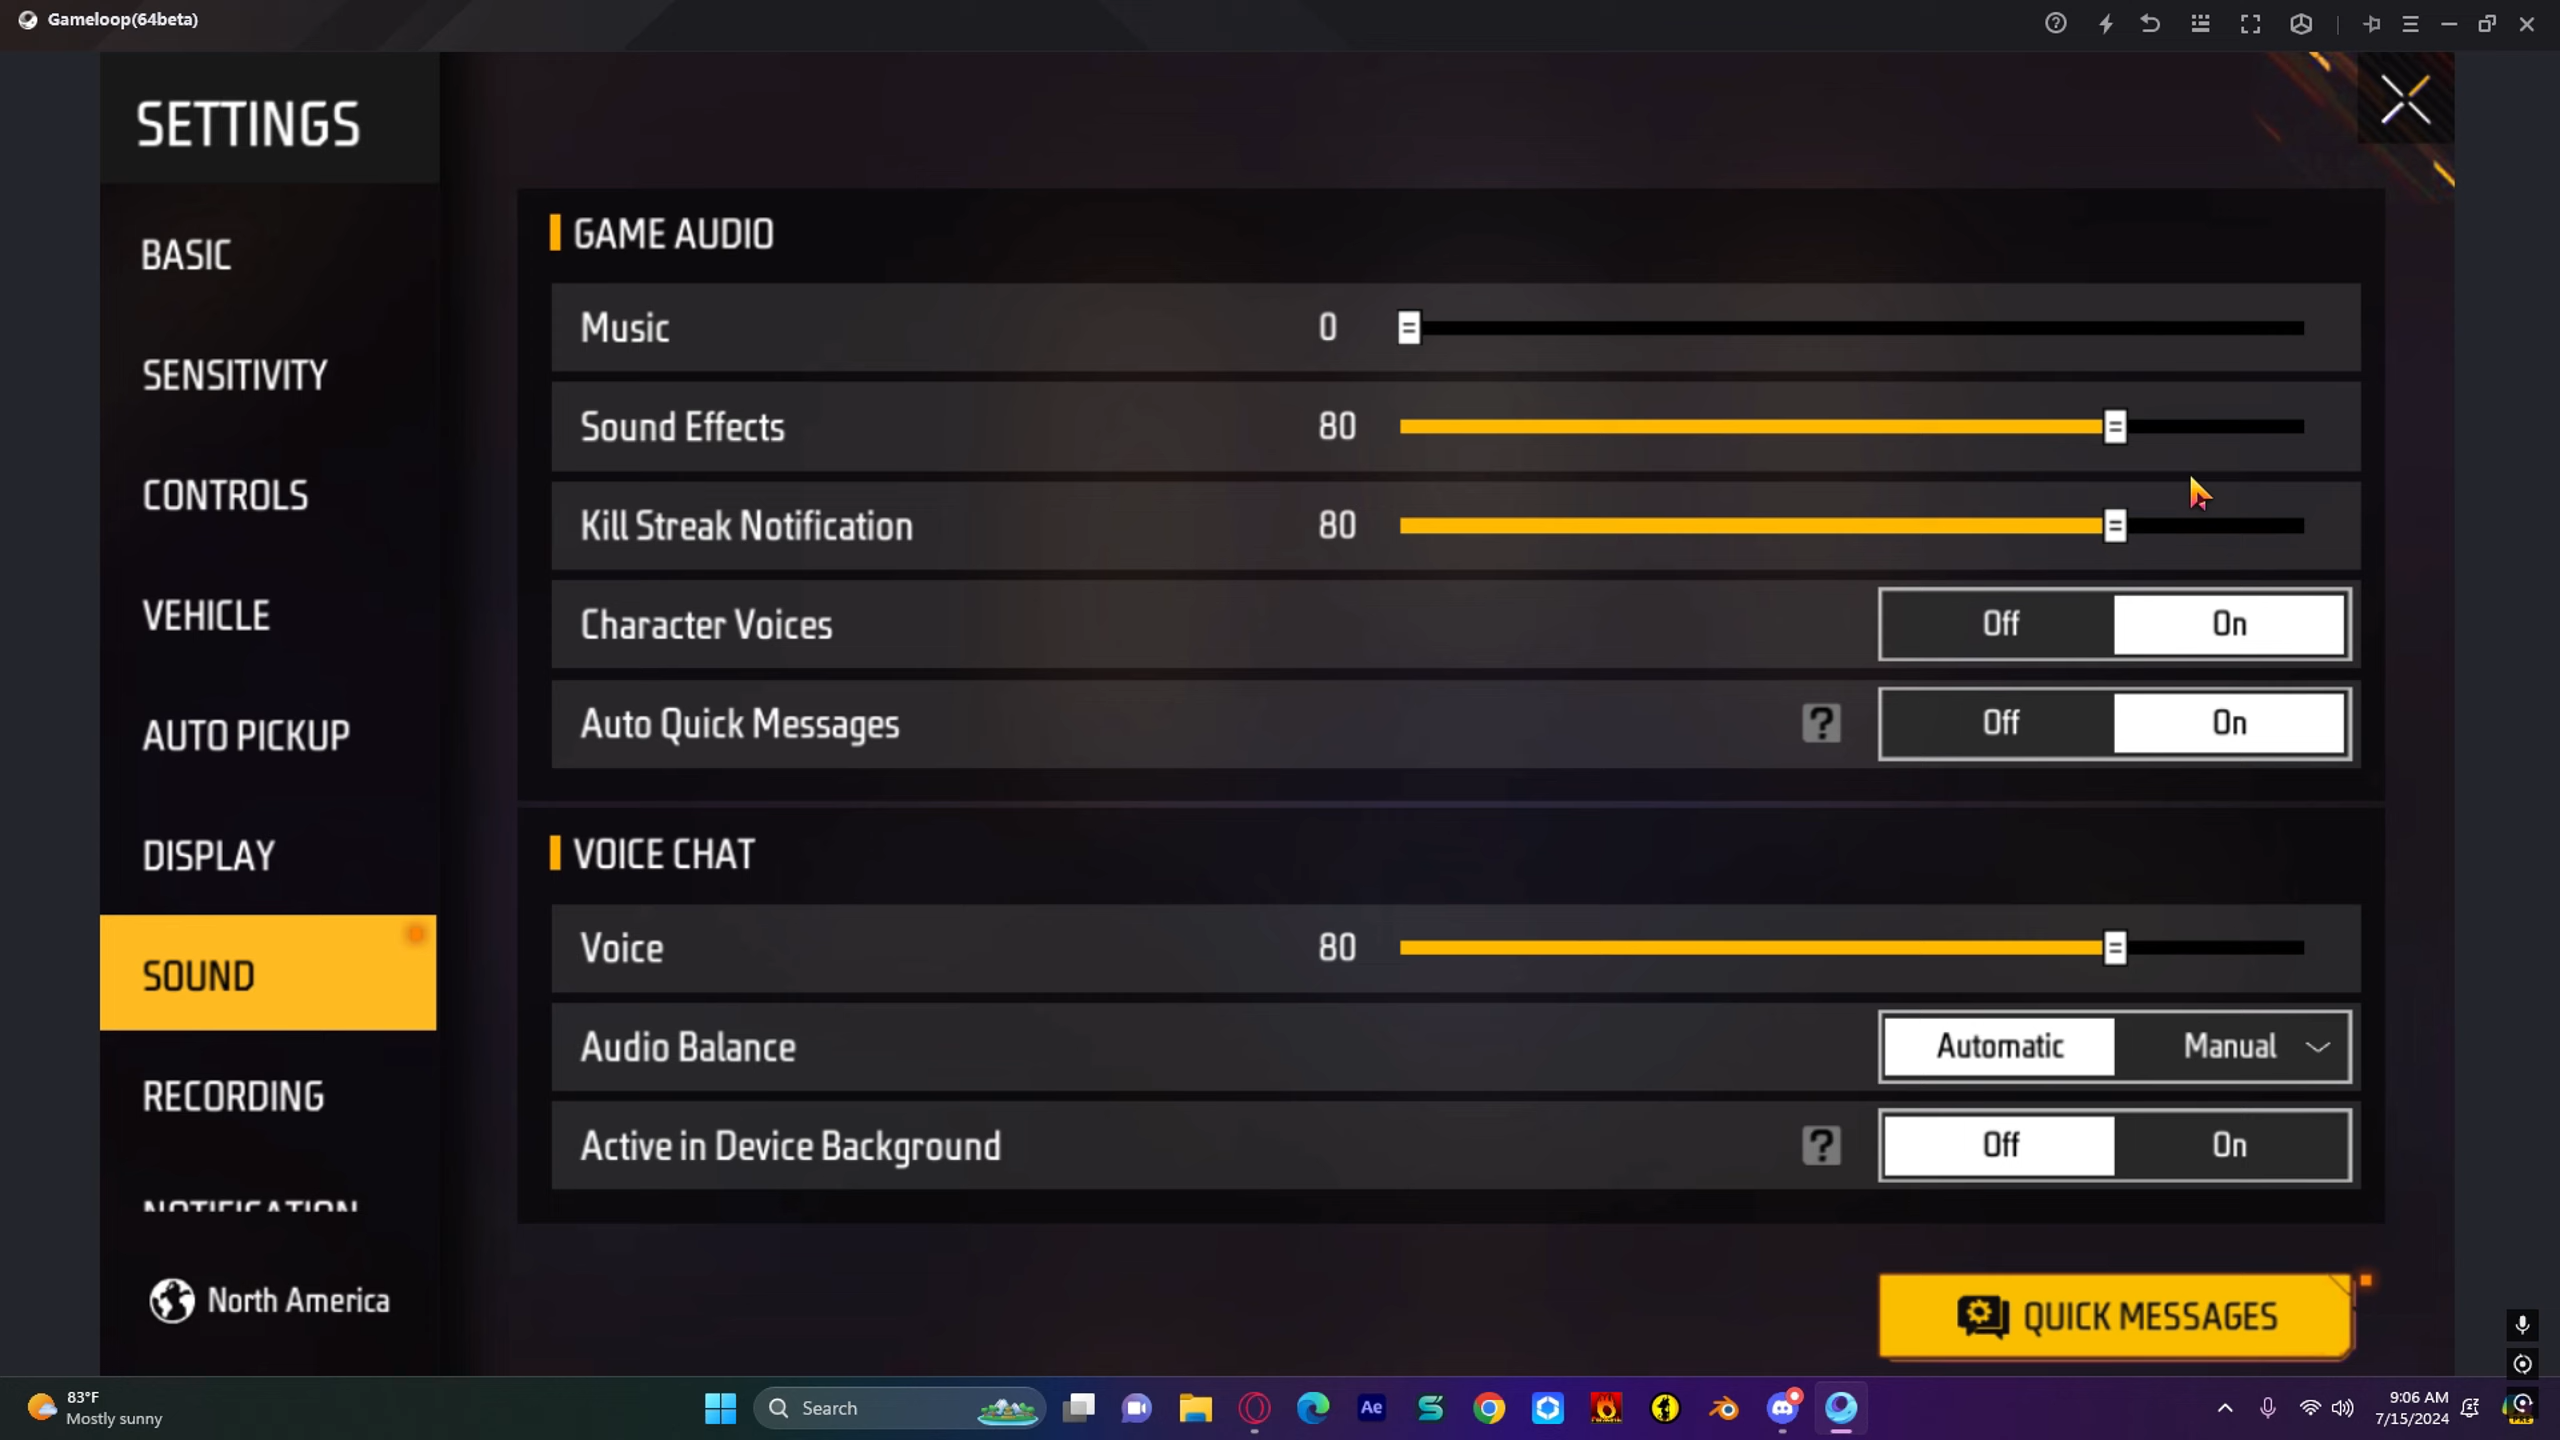 Gameloop(64beta)
SETTINGS
BASIC
SENSITIVITY
CONTROLS
VEHICLE
AUTO PICKUP
DISPLAY
SOUND
RECORDING
NOTIFICATION
North America
GAME AUDIO
Music 0
Sound Effects 80
Kill Streak Notification 80
Character Voices Off On
Auto Quick Messages ? Off On
VOICE CHAT
Voice 80
Audio Balance Automatic Manual
Active in Device Background ? Off On
QUICK MESSAGES
83°F
Mostly sunny
Search
Ae
9:06 AM
7/15/2024
PRE